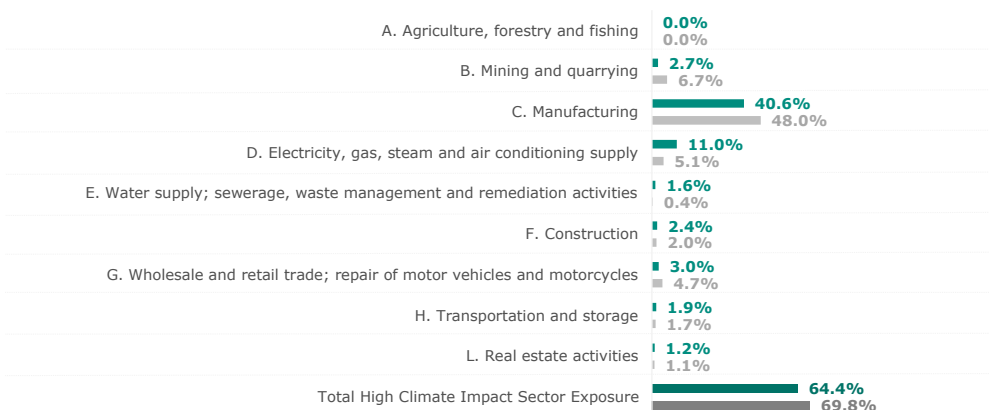 A. Agriculture, forestry and fishing
0.0%
0.0%
B. Mining and quarrying
2.7%
6.7%
C. Manufacturing
40.6%
48.0%
D. Electricity, gas, steam and air conditioning supply
11.0%
5.1%
E. Water supply; sewerage, waste management and remediation activities
1.6%
0.4%
F. Construction
2.4%
2.0%
G. Wholesale and retail trade; repair of motor vehicles and motorcycles
3.0%
4.7%
H. Transportation and storage
1.9%
1.7%
L. Real estate activities
1.2%
1.1%
Total High Climate Impact Sector Exposure
64.4%
69.8%